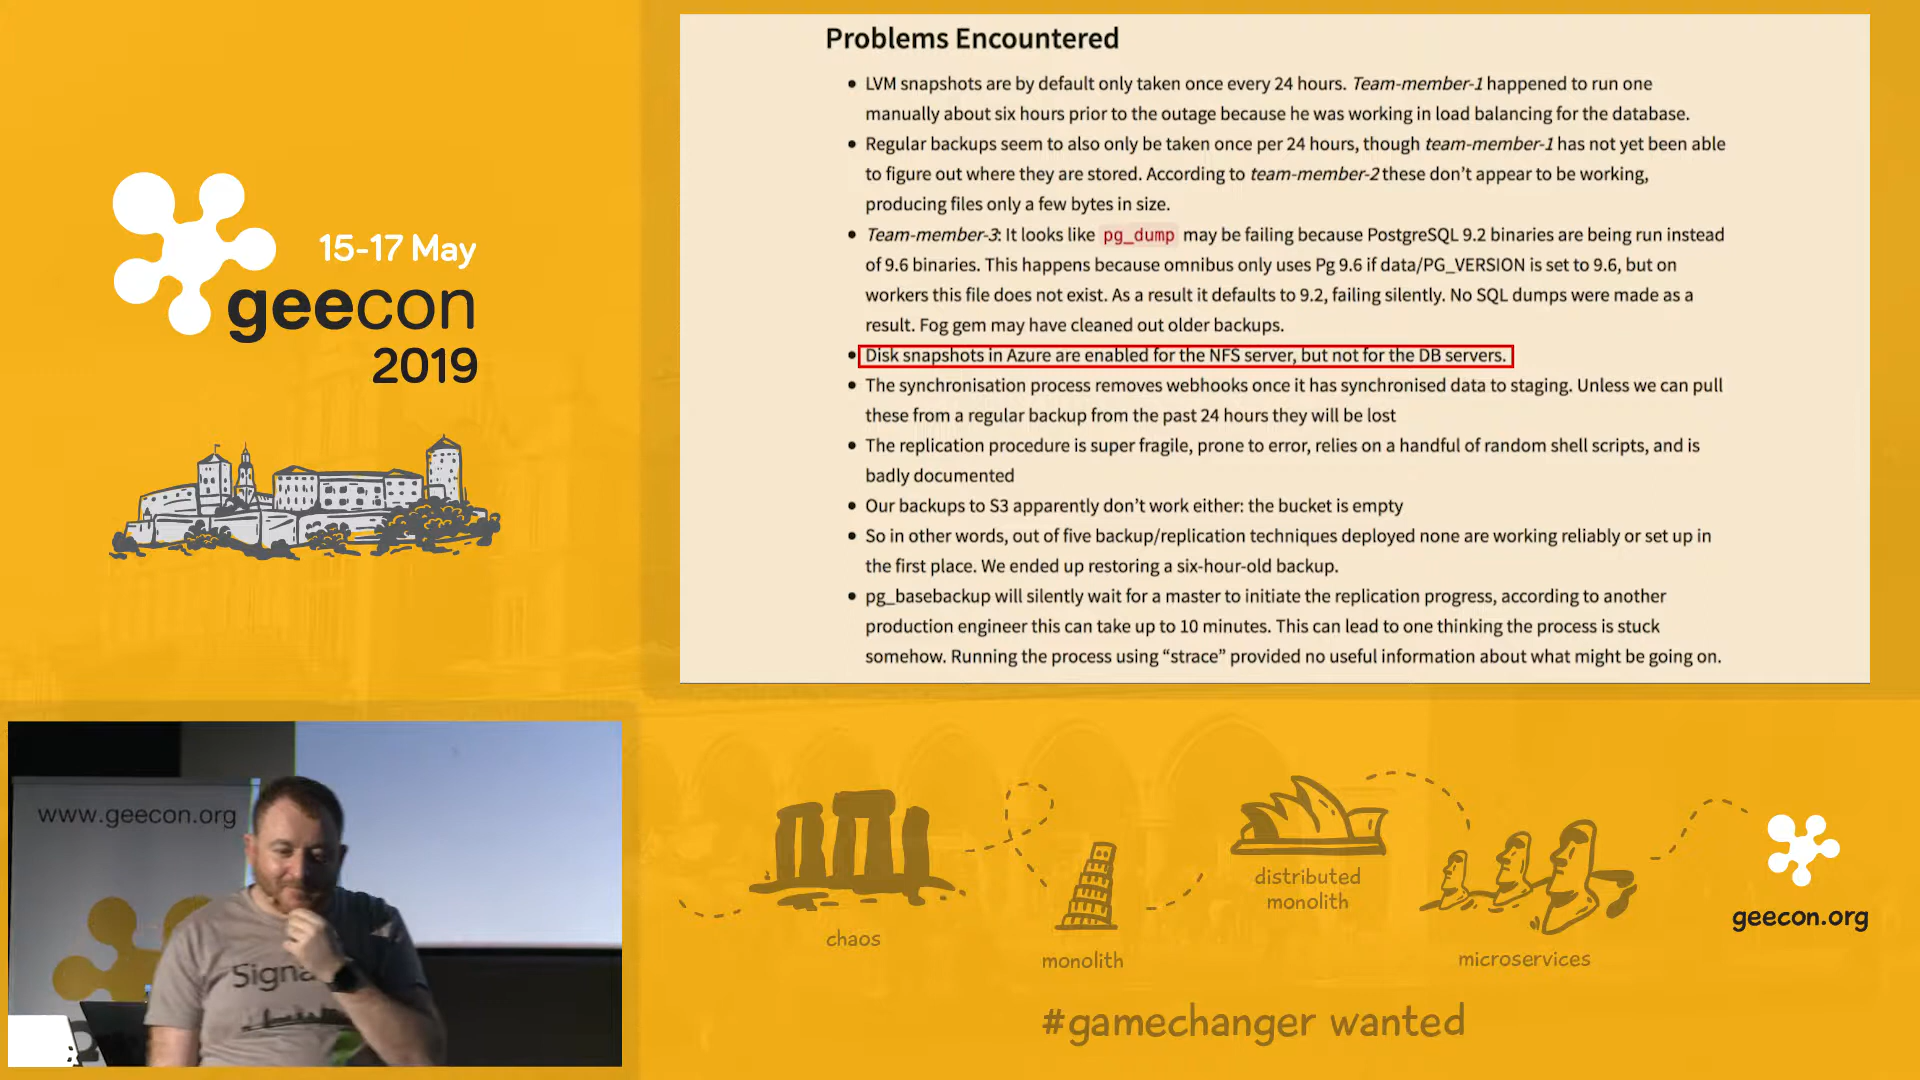 15-17 May
geecon
2019
Problems Encountered
• LVM snapshots are by default only taken once every 24 hours. Team-member-1 happened to run one
manually about six hours prior to the outage because he was working in load balancing for the database.
• Regular backups seem to also only be taken once per 24 hours, though team-member-1 has not yet been able
to figure out where they are stored. According to team-member-2 these don’t appear to be working,
producing files only a few bytes in size.
• Team-member-3: It looks like pg_dump may be failing because PostgreSQL 9.2 binaries are being run instead
of 9.6 binaries. This happens because omnibus only uses Pg 9.6 if data/PG_VERSION is set to 9.6, but on
workers this file does not exist. As a result it defaults to 9.2, failing silently. No SQL dumps were made as a
result. Fog gem may have cleaned out older backups.
• Disk snapshots in Azure are enabled for the NFS server, but not for the DB servers.
• The synchronisation process removes webhooks once it has synchronised data to staging. Unless we can pull
these from a regular backup from the past 24 hours they will be lost
• The replication procedure is super fragile, prone to error, relies on a handful of random shell scripts, and is
badly documented
• Our backups to S3 apparently don’t work either: the bucket is empty
• So in other words, out of five backup/replication techniques deployed none are working reliably or set up in
the first place. We ended up restoring a six-hour-old backup.
• pg_basebackup will silently wait for a master to initiate the replication progress, according to another
production engineer this can take up to 10 minutes. This can lead to one thinking the process is stuck
somehow. Running the process using “strace” provided no useful information about what might be going on.
www.geecon.org
Signa
chaos
monolith
distributed
monolith
microservices
geecon.org
#gamechanger wanted